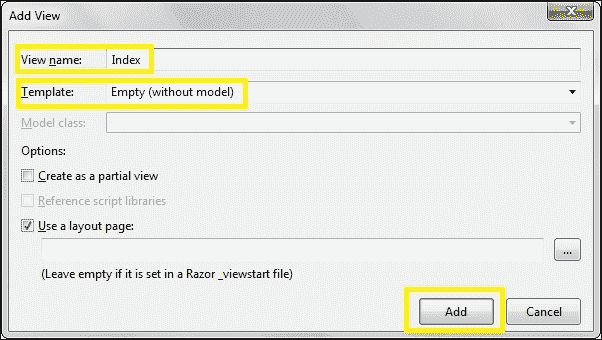 Add View
View name: Index
Template: Empty (without model)
Model class:
Options:
Create as a partial view
Reference script libraries
Use a layout page:
...
(Leave empty if it is set in a Razor _viewstart file)
Add Cancel